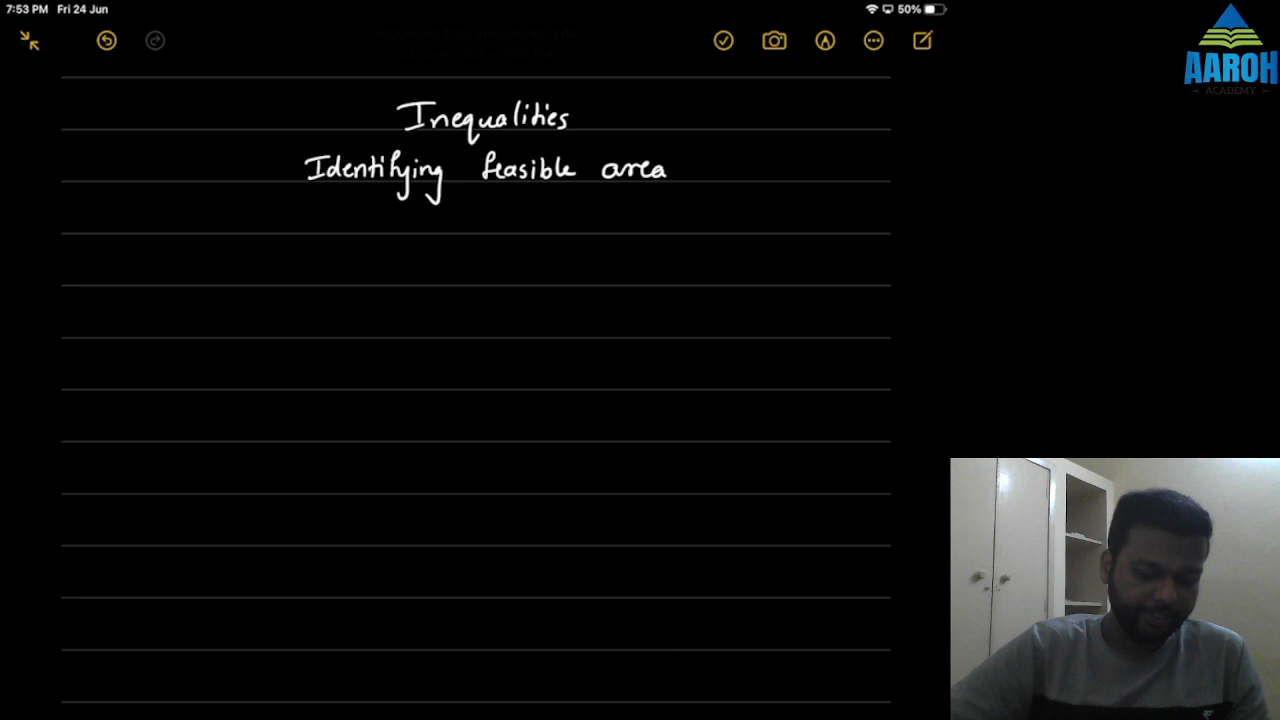 7:53 PM Fri 24 Jun
50%
AAROH
ACADEMY
Inequalities
Identifying feasible area